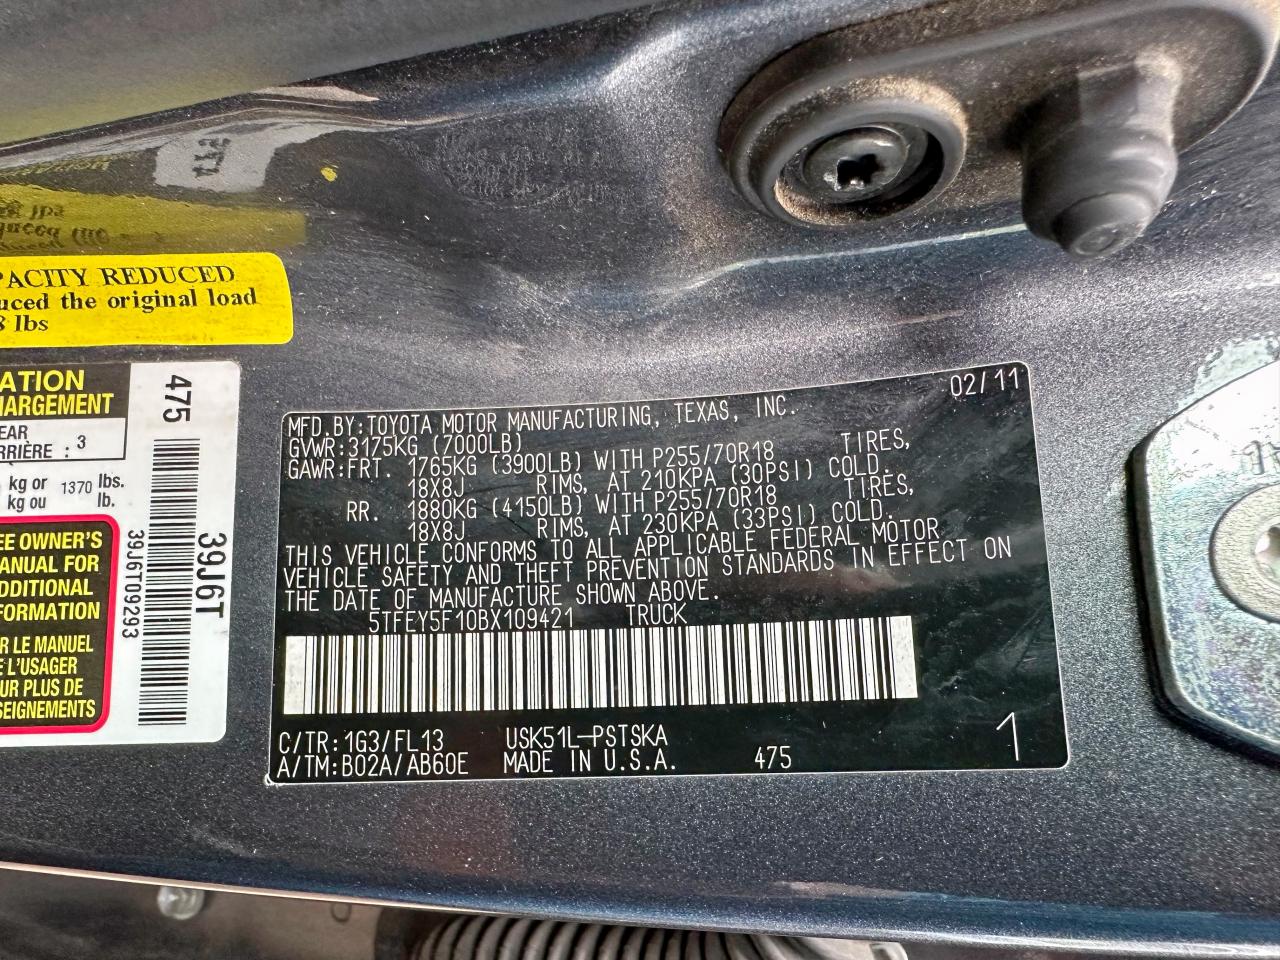 PACITY REDUCED
uced the original load
8 lbs
ATION
HARGEMENT
EAR
RRIÈRE : 3
kg or 1370 lbs.
kg ou lb.
EE OWNER'S
ANUAL FOR
DDITIONAL
FORMATION
R LE MANUEL
E L'USAGER
UR PLUS DE
SEIGNEMENTS
475
39J6T09293
39J6T
02/11
MFD.BY:TOYOTA MOTOR MANUFACTURING, TEXAS, INC.
GVWR:3175KG (7000LB)
GAWR:FRT. 1765KG (3900LB) WITH P255/70R18 TIRES,
18X8J RIMS, AT 210KPA (30PSI) COLD.
RR. 1880KG (4150LB) WITH P255/70R18 TIRES,
18X8J RIMS, AT 230KPA (33PSI) COLD.
THIS VEHICLE CONFORMS TO ALL APPLICABLE FEDERAL MOTOR
VEHICLE SAFETY AND THEFT PREVENTION STANDARDS IN EFFECT ON
THE DATE OF MANUFACTURE SHOWN ABOVE.
5TFEY5F10BX109421 TRUCK
C/TR:1G3/FL13 USK51L-PSTSKA
A/TM:B02A/AB60E MADE IN U.S.A. 475
1